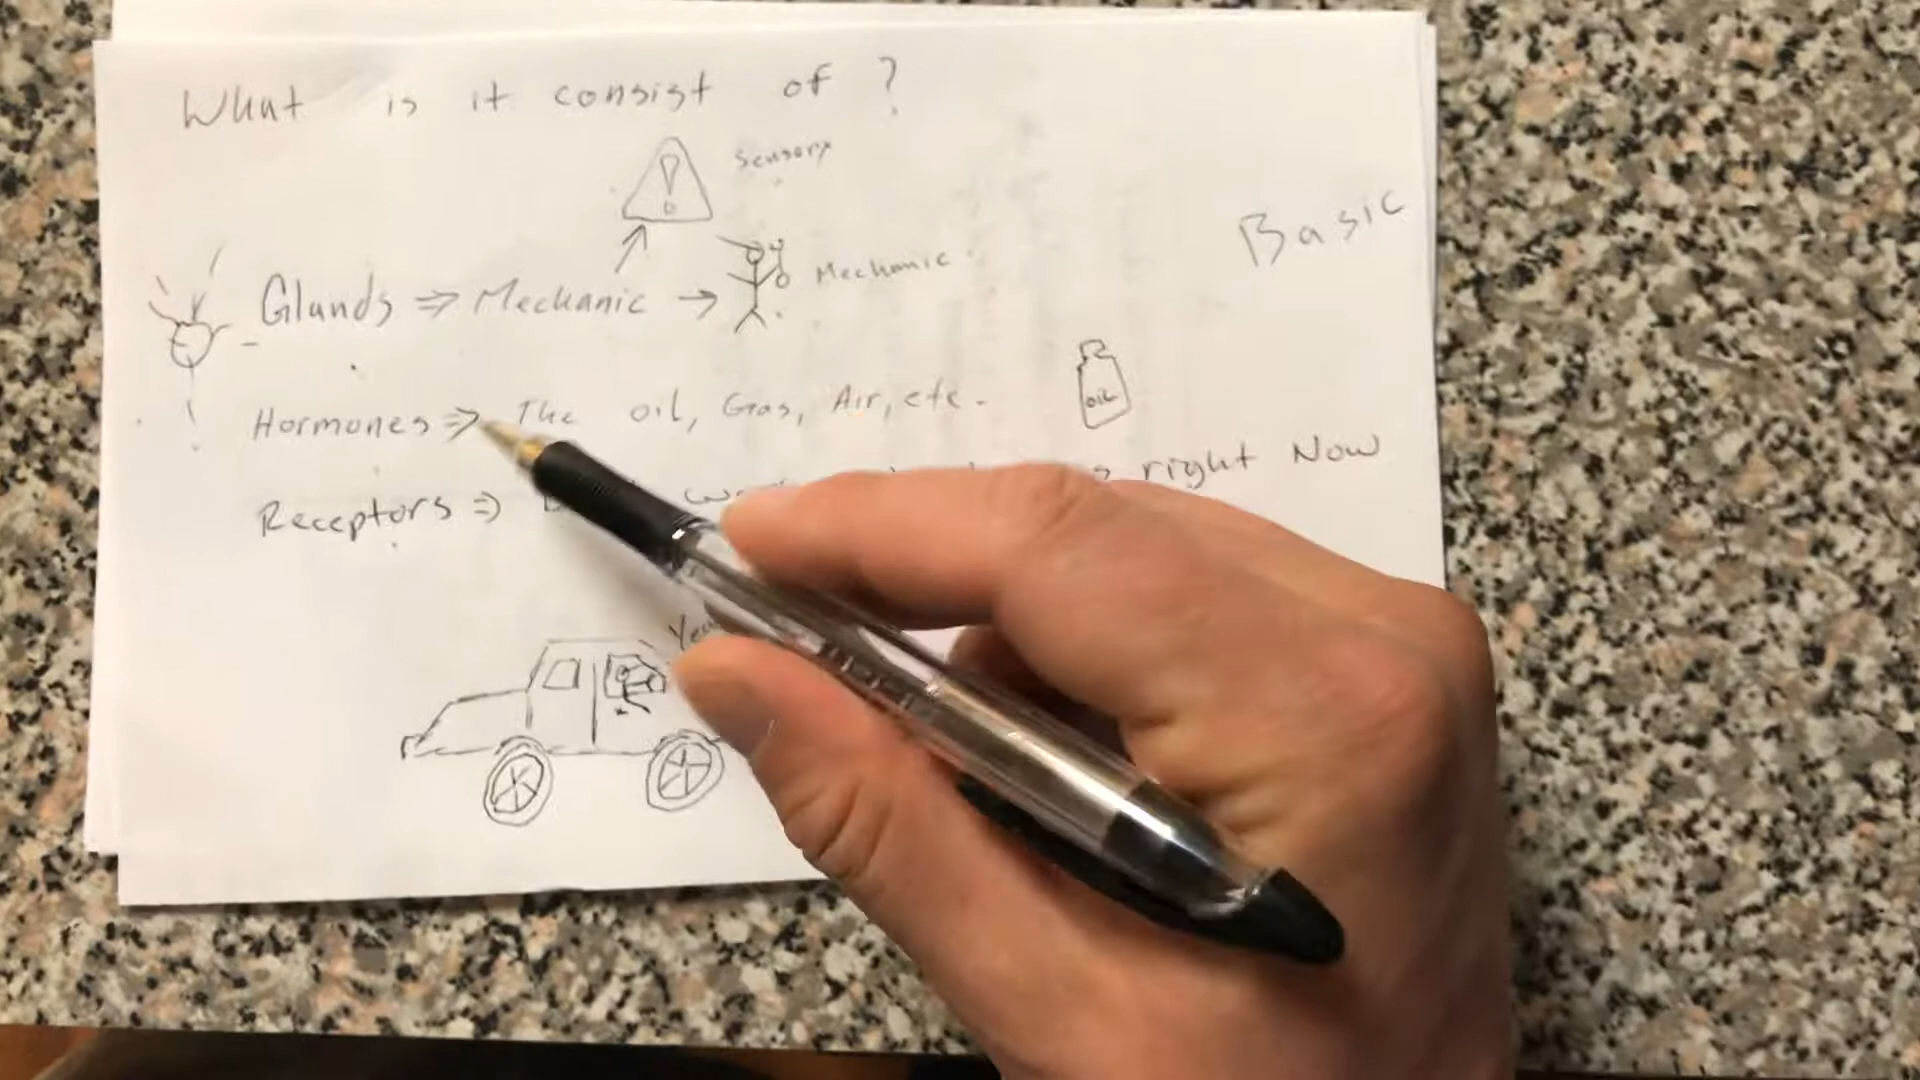 What is it consist of ?
Sensory
Basic
Glands ⇒ Mechanic → Mechanic
Hormones ⇒ The oil, Gas, Air, etc.
OIL
Receptors ⇒ right Now